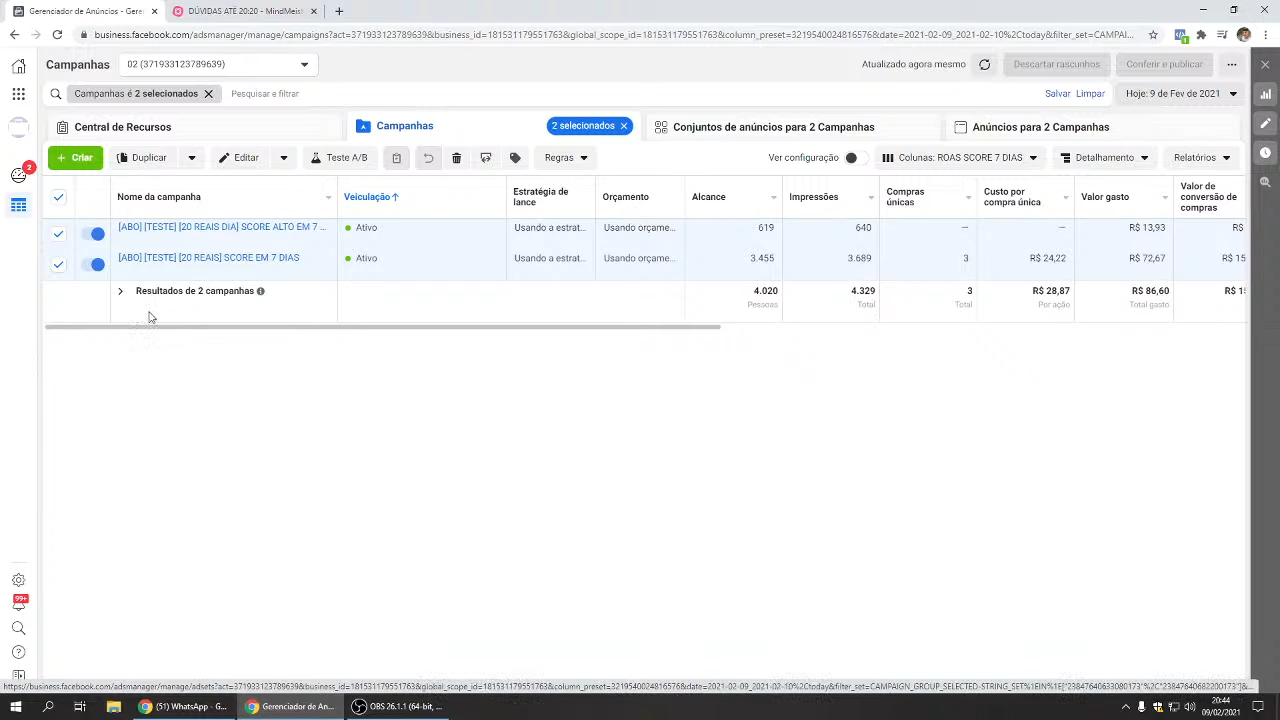 Gerenciador de Anúncios - Geren
DÚVIDAS ATÉ 20:20 - MindMeist
business.facebook.com/adsmanager/manage/campaigns?act=371933123789639&business_id=181531179551763&global_scope_id=181531179551763&column_preset=32195400248165​76&date=2021-02-09_2021-02-10%2Ctoday&filter_set=CAMPAI...
Campanhas
02 (371933123789639)
Atualizado agora mesmo
Descartar rascunhos
Conferir e publicar
Campanhas é 2 selecionados
Pesquisar e filtrar
Salvar
Limpar
Hoje: 9 de Fev de 2021
Central de Recursos
Campanhas
2 selecionados
Conjuntos de anúncios para 2 Campanhas
Anúncios para 2 Campanhas
2
+ Criar
Duplicar
Editar
Teste A/B
Regras
Ver configuração
Colunas: ROAS SCORE 7 DIAS
Detalhamento
Relatórios
Nome da campanha
Veiculação
Estratégia de lance
Orçamento
Alcance
Impressões
Compras únicas
Custo por compra única
Valor gasto
Valor de conversão de compras
[ABO] [TESTE] [20 REAIS DIA] SCORE ALTO EM 7 ...
Ativo
Usando a estrat...
Usando orçame...
619
640
—
—
R$ 13,93
R$
[ABO] [TESTE] [20 REAIS] SCORE EM 7 DIAS
Ativo
Usando a estrat...
Usando orçame...
3.455
3.689
3
R$ 24,22
R$ 72,67
R$ 15
Resultados de 2 campanhas
4.020
4.329
3
R$ 28,87
R$ 86,60
R$ 15
Pessoas
Total
Total
Por ação
Total gasto
99+
(51) WhatsApp - G...
Gerenciador de An...
OBS 26.1.1 (64-bit, ...
20:44
09/02/2021